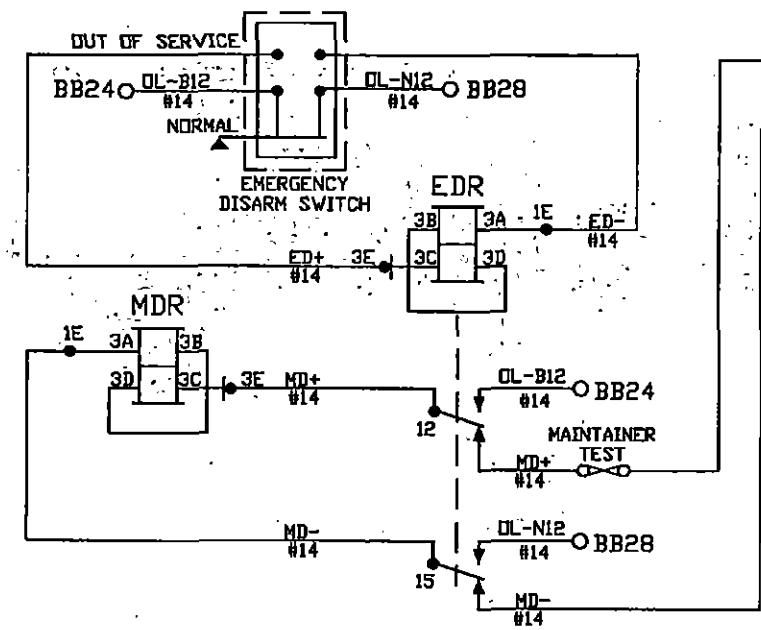 OUT OF SERVICE
BB24 OL-B12 #14
OL-N12 #14 BB28
NORMAL
EMERGENCY
DISARM SWITCH
EDR
3B 3A 1E ED- #14
ED+ #14 3E 3C 3D
MDR
1E 3A 3B
3D 3C 3E MD+ #14
OL-B12 #14 BB24
12
MAINTAINER
TEST
MD+ #14
MD- #14
OL-N12 #14 BB28
15
MD- #14